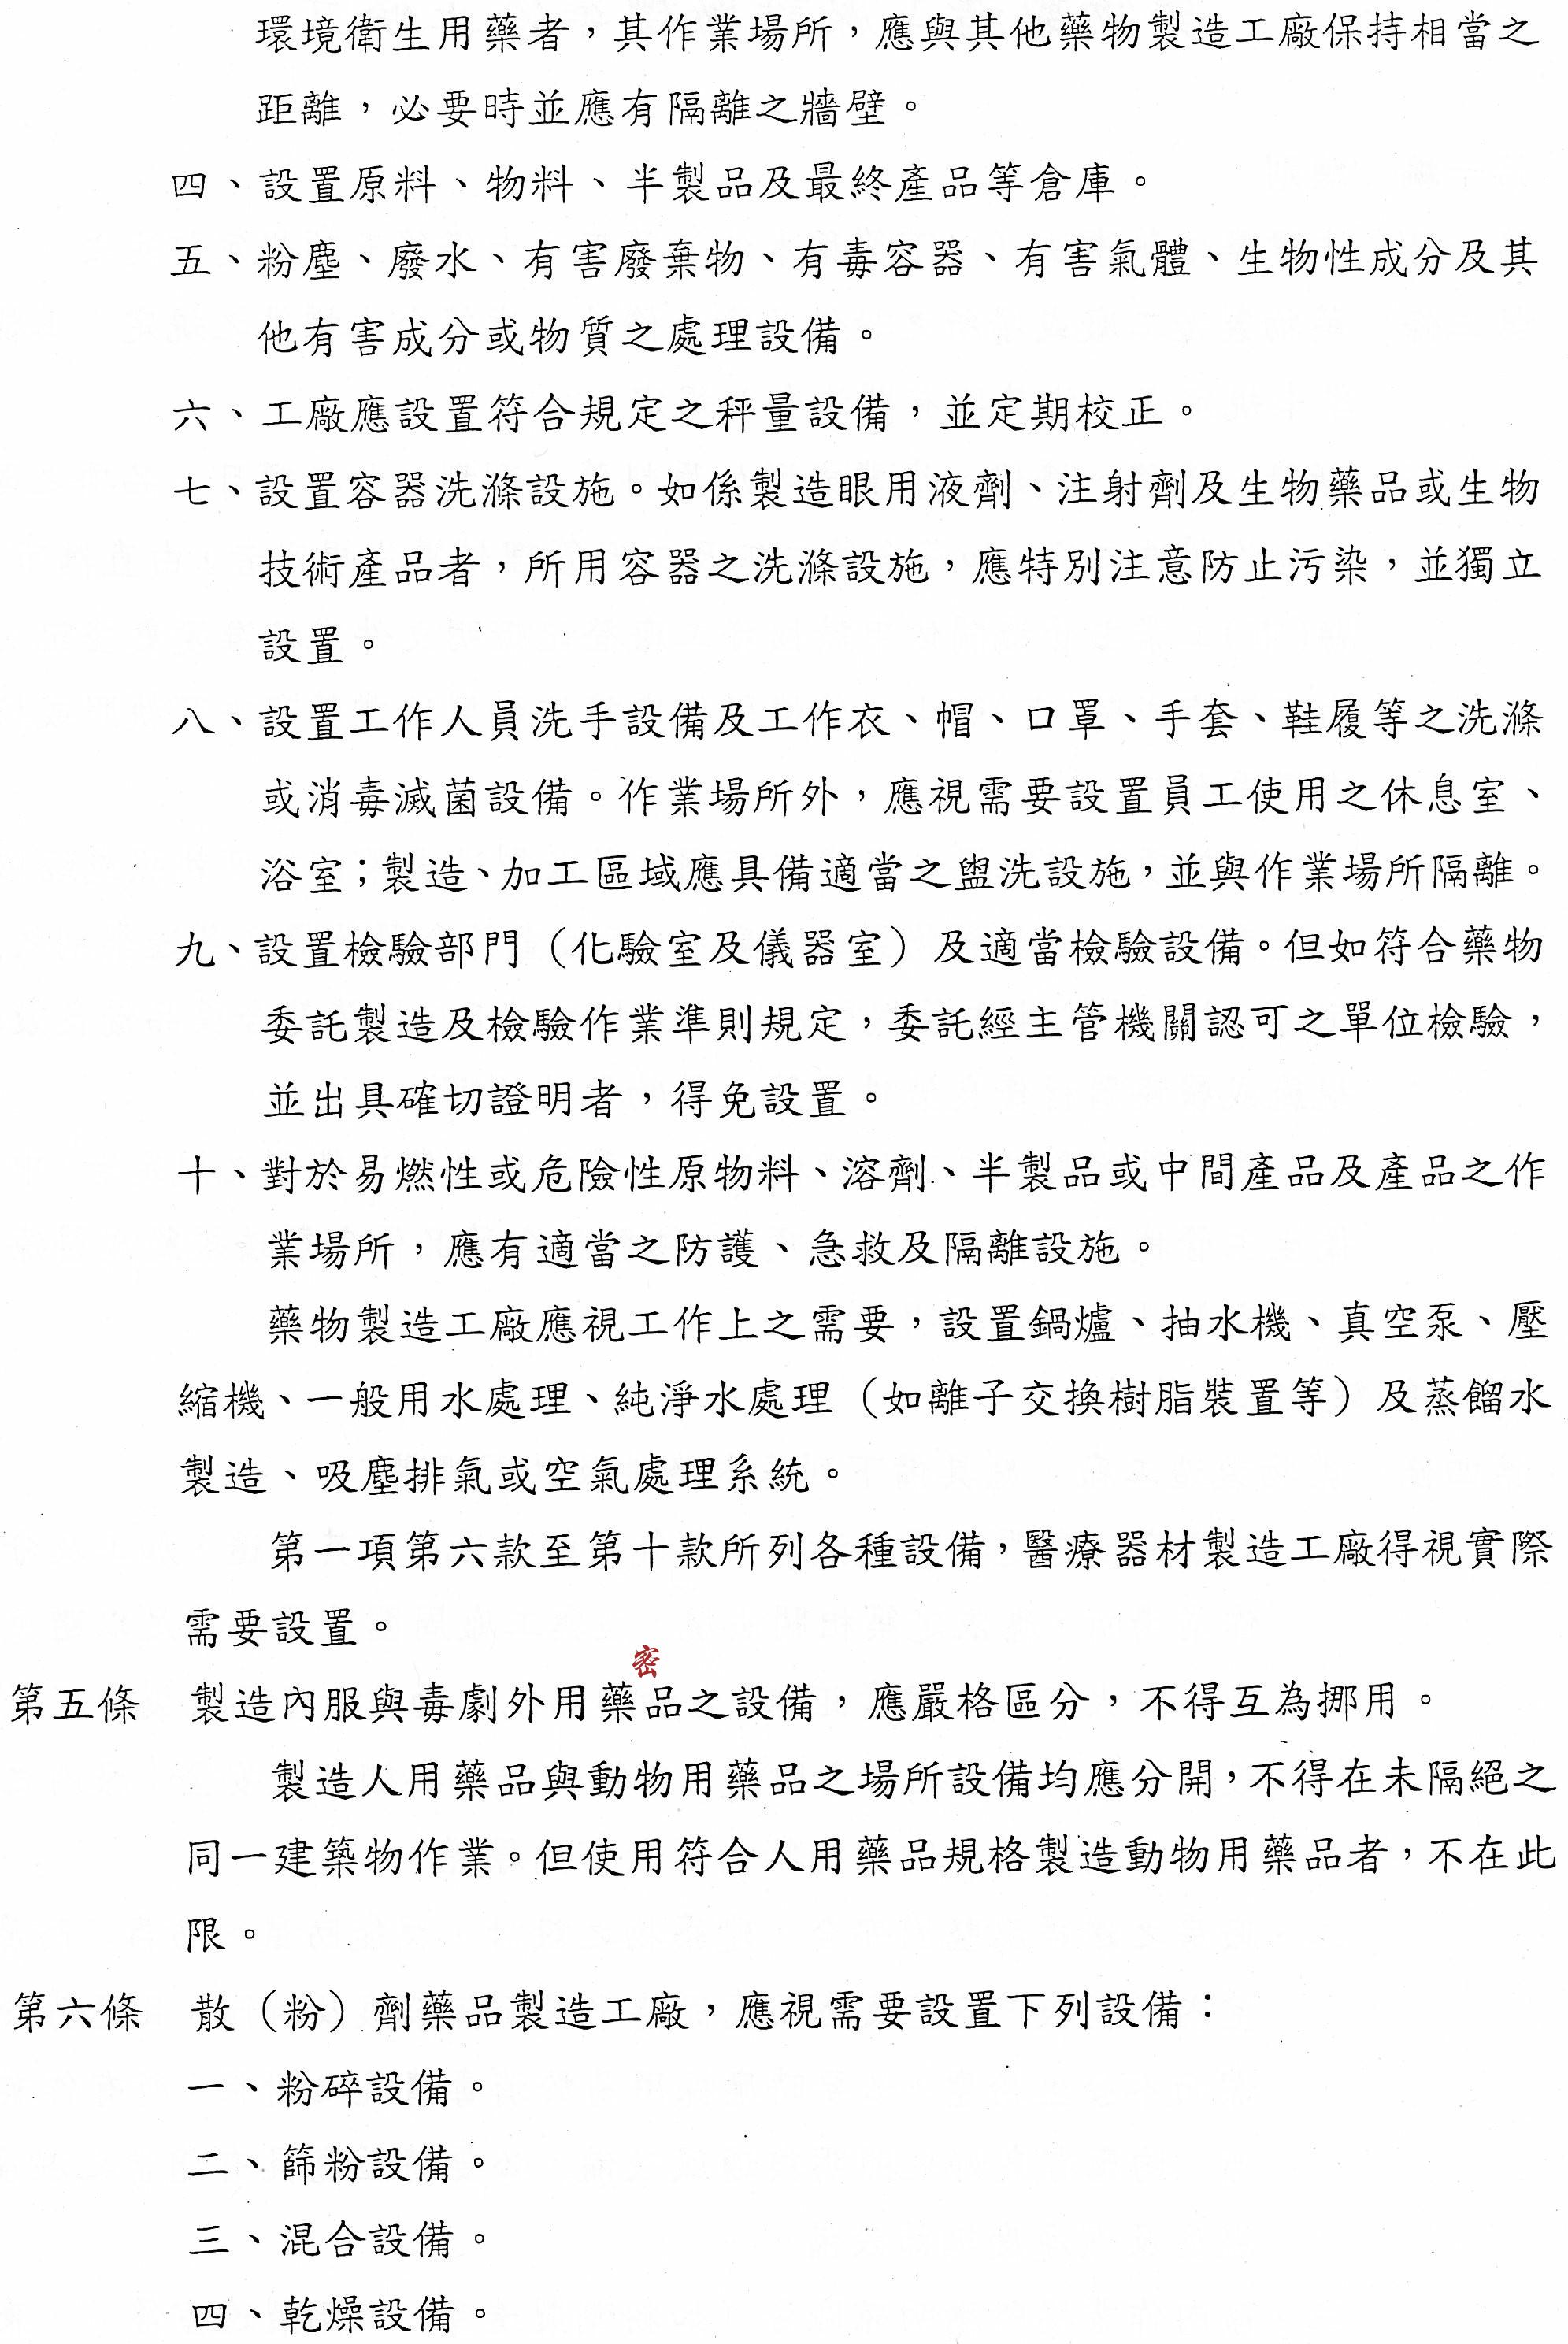 環境衛生用藥者，其作業場所，應與其他藥物製造工廠保持相當之
距離，必要時並應有隔離之牆壁。
四、設置原料、物料、半製品及最終產品等倉庫。
五、粉塵、廢水、有害廢棄物、有毒容器、有害氣體、生物性成分及其
他有害成分或物質之處理設備。
六、工廠應設置符合規定之秤量設備，並定期校正。
七、設置容器洗滌設施。如係製造眼用液劑、注射劑及生物藥品或生物
技術產品者，所用容器之洗滌設施，應特別注意防止污染，並獨立
設置。
八、設置工作人員洗手設備及工作衣、帽、口罩、手套、鞋履等之洗滌
或消毒滅菌設備。作業場所外，應視需要設置員工使用之休息室、
浴室；製造、加工區域應具備適當之盥洗設施，並與作業場所隔離。
九、設置檢驗部門（化驗室及儀器室）及適當檢驗設備。但如符合藥物
委託製造及檢驗作業準則規定，委託經主管機關認可之單位檢驗，
並出具確切證明者，得免設置。
十、對於易燃性或危險性原物料、溶劑、半製品或中間產品及產品之作
業場所，應有適當之防護、急救及隔離設施。
藥物製造工廠應視工作上之需要，設置鍋爐、抽水機、真空泵、壓
縮機、一般用水處理、純淨水處理（如離子交換樹脂裝置等）及蒸餾水
製造、吸塵排氣或空氣處理系統。
第一項第六款至第十款所列各種設備，醫療器材製造工廠得視實際
需要設置。
密
第五條 製造內服與毒劇外用藥品之設備，應嚴格區分，不得互為挪用。
製造人用藥品與動物用藥品之場所設備均應分開，不得在未隔絕之
同一建築物作業。但使用符合人用藥品規格製造動物用藥品者，不在此
限。
第六條 散（粉）劑藥品製造工廠，應視需要設置下列設備：
一、粉碎設備。
二、篩粉設備。
三、混合設備。
四、乾燥設備。